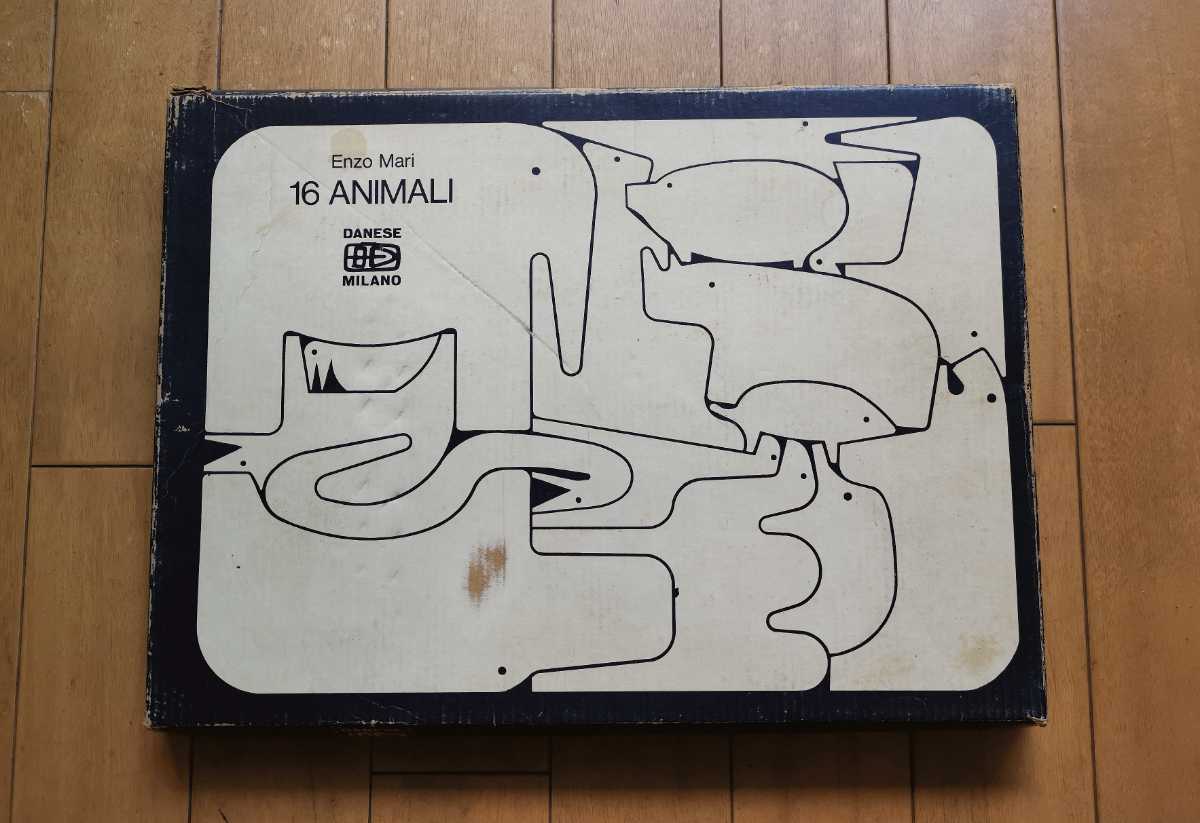 Enzo Mari
16 ANIMALI
DANESE
MILANO